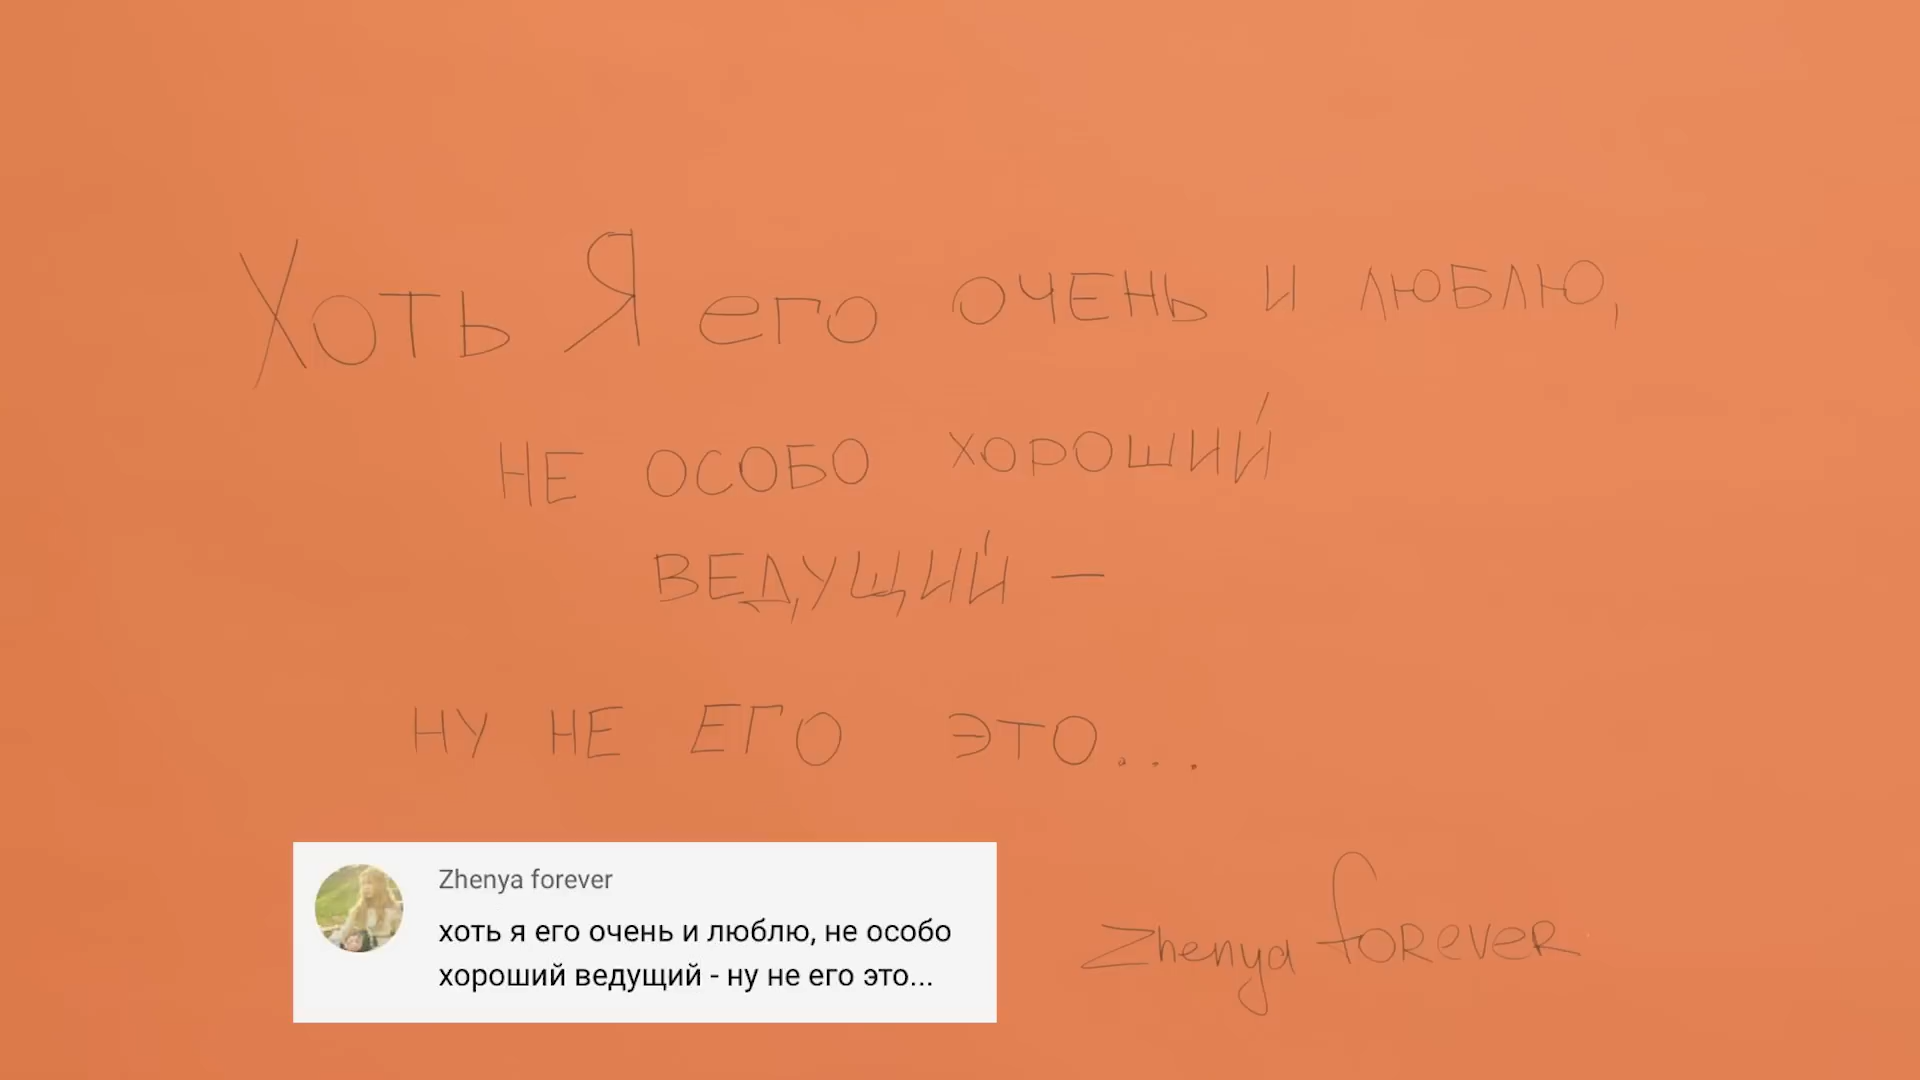 Хоть Я его ОЧЕНЬ И ЛЮБЛЮ,
НЕ ОСОБО ХОРОШИЙ
ВЕДУЩИЙ —
НУ НЕ ЕГО ЭТО...
Zhenya forever
хоть я его очень и люблю, не особо
хороший ведущий - ну не его это...
Zhenya foREVER